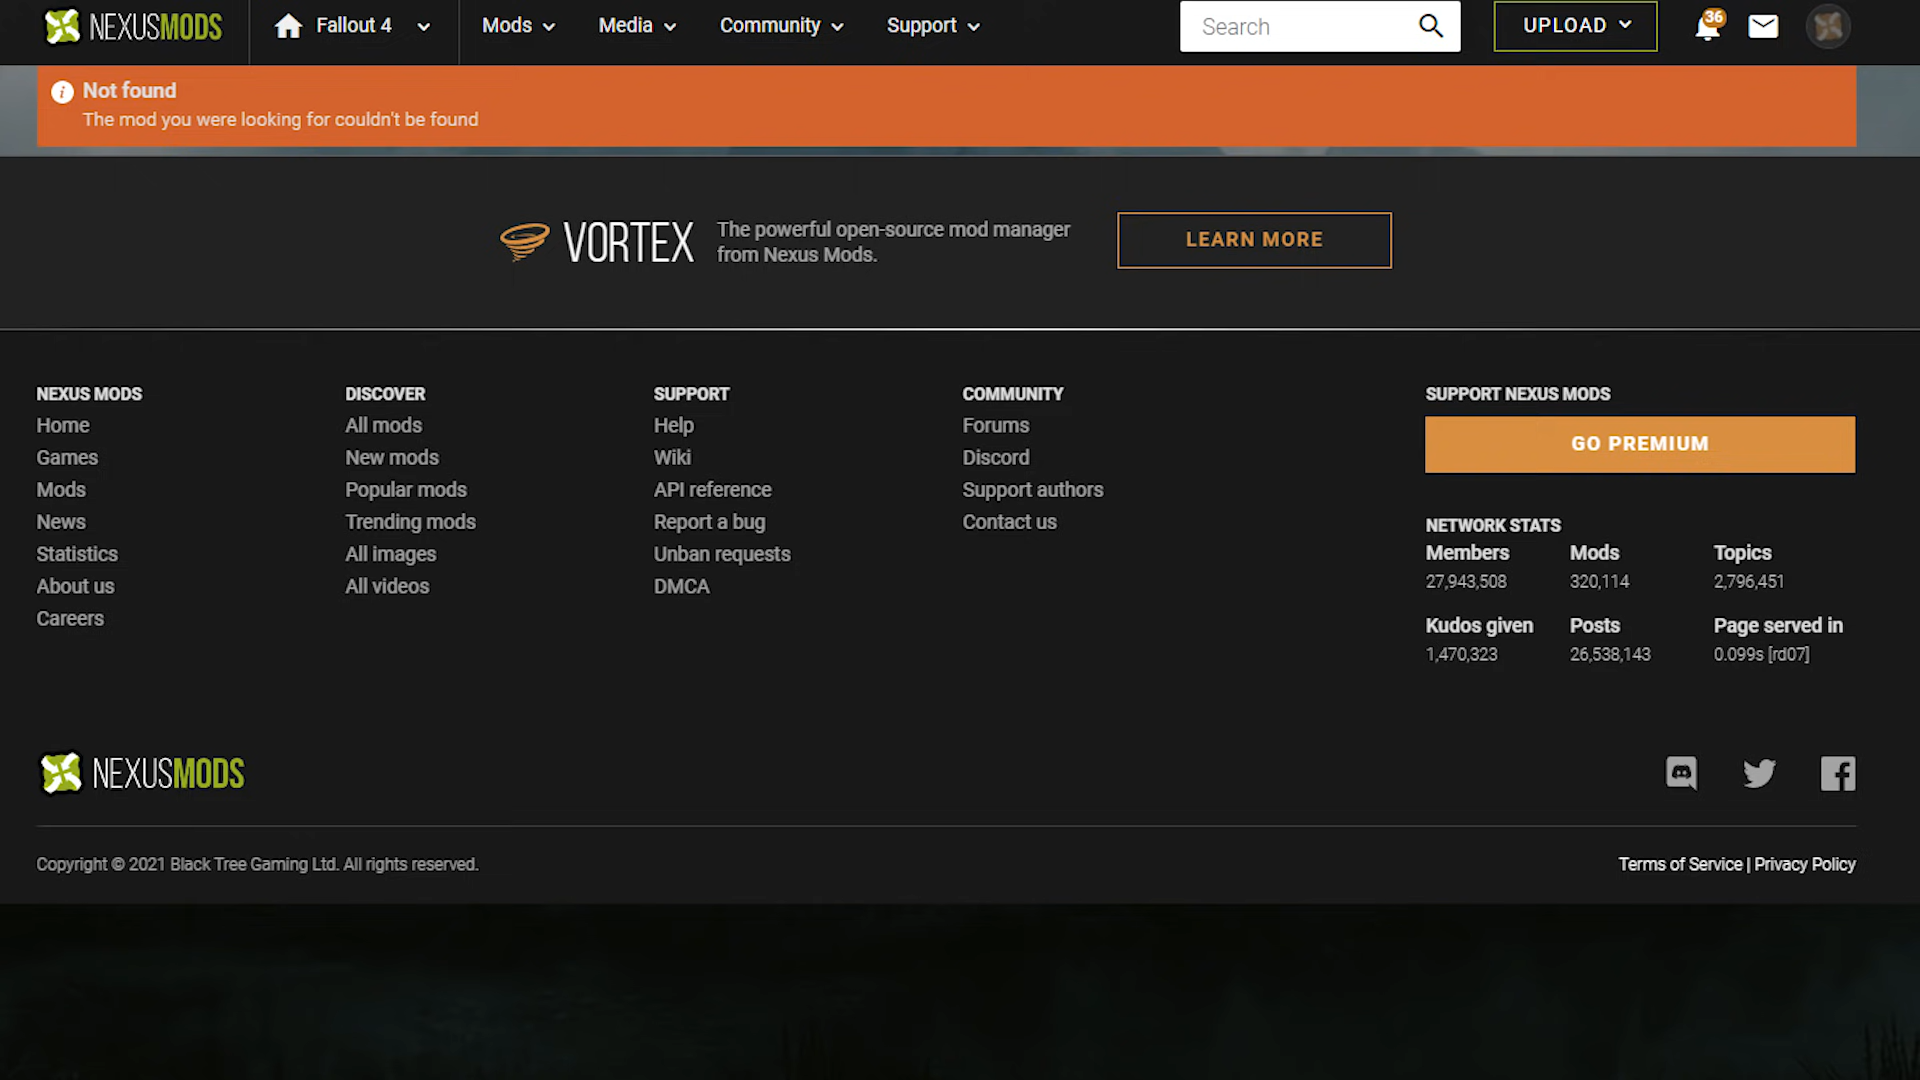 NEXUSMODS
Fallout 4
Mods
Media
Community
Support
Search
UPLOAD
36
Not found
The mod you were looking for couldn't be found
VORTEX
The powerful open-source mod manager
from Nexus Mods.
LEARN MORE
NEXUS MODS
Home
Games
Mods
News
Statistics
About us
Careers
DISCOVER
All mods
New mods
Popular mods
Trending mods
All images
All videos
SUPPORT
Help
Wiki
API reference
Report a bug
Unban requests
DMCA
COMMUNITY
Forums
Discord
Support authors
Contact us
SUPPORT NEXUS MODS
GO PREMIUM
NETWORK STATS
Members
27,943,508
Mods
320,114
Topics
2,796,451
Kudos given
1,470,323
Posts
26,538,143
Page served in
0.099s [rd07]
NEXUSMODS
Copyright © 2021 Black Tree Gaming Ltd. All rights reserved.
Terms of Service | Privacy Policy